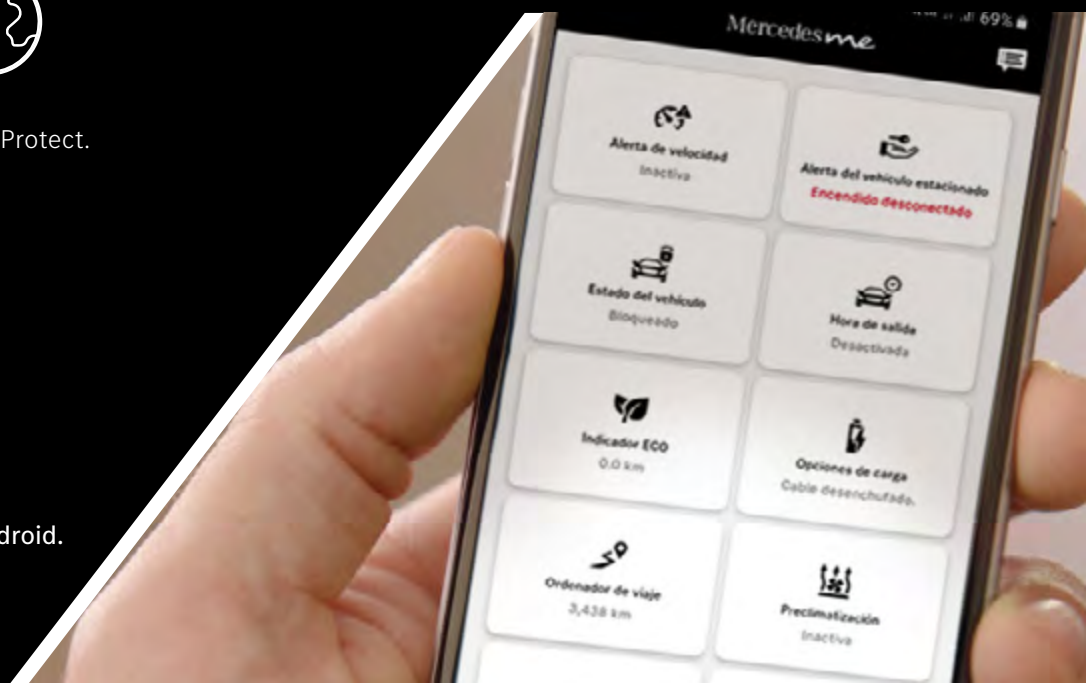 Protect.
droid.
69%
Mercedes me
Alerta de velocidad
Inactiva
Alerta del vehículo estacionado
Encendido desconectado
Estado del vehículo
Bloqueado
Hora de salida
Desactivada
Indicador ECO
0.0 km
Opciones de carga
Cable desenchufado.
Ordenador de viaje
3,438 km
Preclimatización
Inactiva